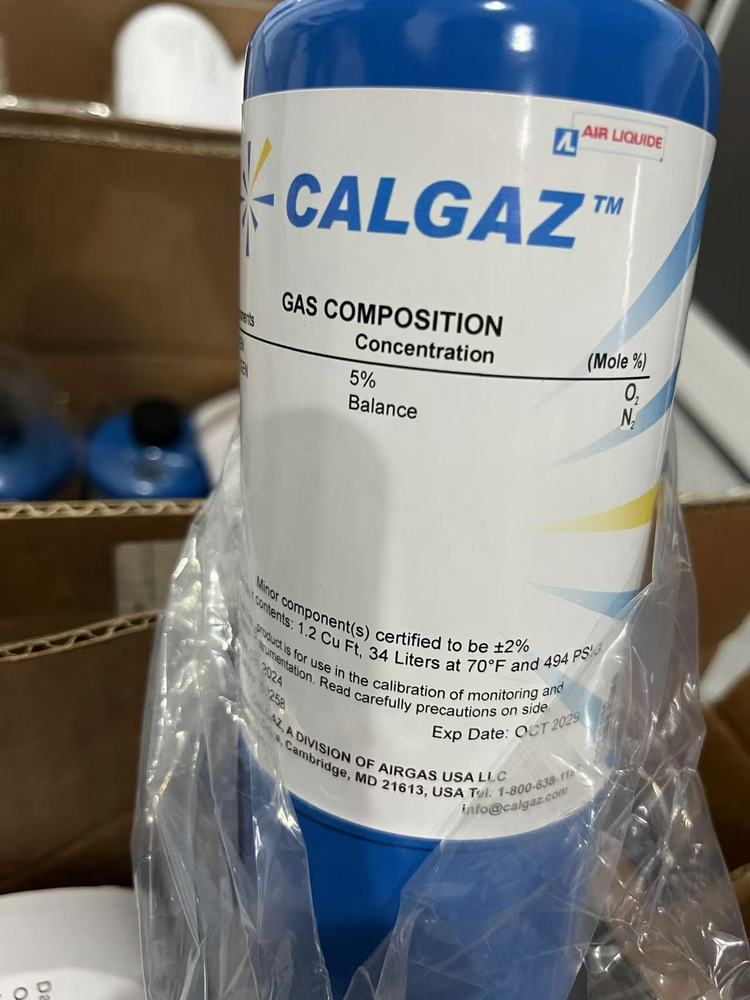 AIR LIQUIDE
CALGAZ™
GAS COMPOSITION
Concentration (Mole %)
5% O₂
Balance N₂
Minor component(s) certified to be ±2%
contents: 1.2 Cu Ft, 34 Liters at 70°F and 494 PSIG
product is for use in the calibration of monitoring and
Read carefully precautions on side.
2024
Exp Date: OCT 2029
A DIVISION OF AIRGAS USA LLC
Cambridge, MD 21613, USA Tel. 1-800-638-
info@calgaz.com